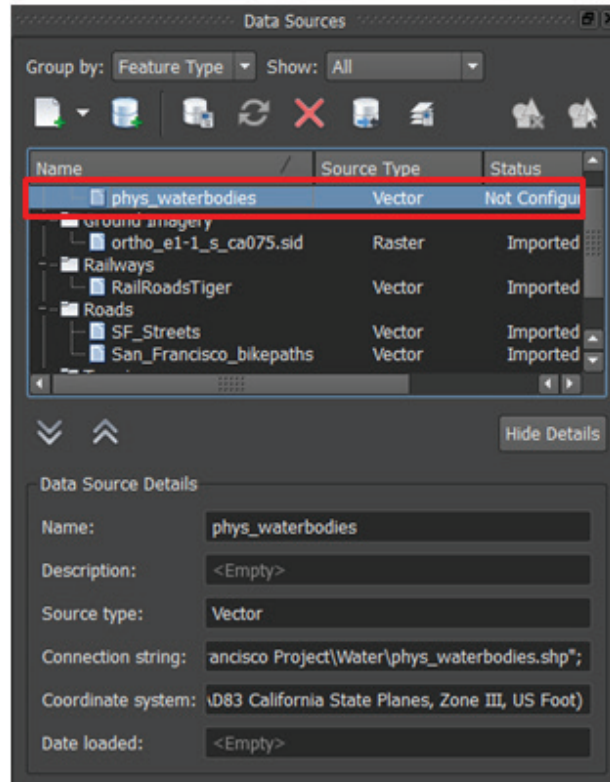 Data Sources
Group by: Feature Type Show: All
Name Source Type Status
phys_waterbodies Vector Not Configu
Ground Imagery
ortho_e1-1_s_ca075.sid Raster Imported
Railways
RailRoadsTiger Vector Imported
Roads
SF_Streets Vector Imported
San_Francisco_bikepaths Vector Imported
Hide Details
Data Source Details
Name: phys_waterbodies
Description: <Empty>
Source type: Vector
Connection string: ancisco Project\Water\phys_waterbodies.shp";
Coordinate system: \D83 California State Planes, Zone III, US Foot)
Date loaded: <Empty>